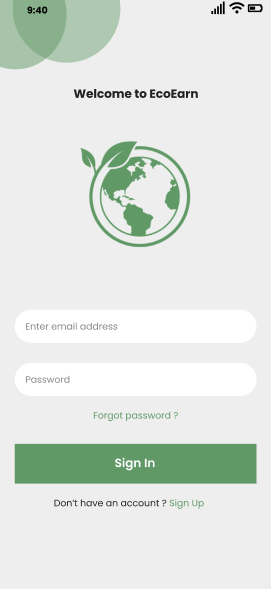 9:40
Welcome to EcoEarn
Enter email address
Password
Forgot password ?
Sign In
Don't have an account ? Sign Up